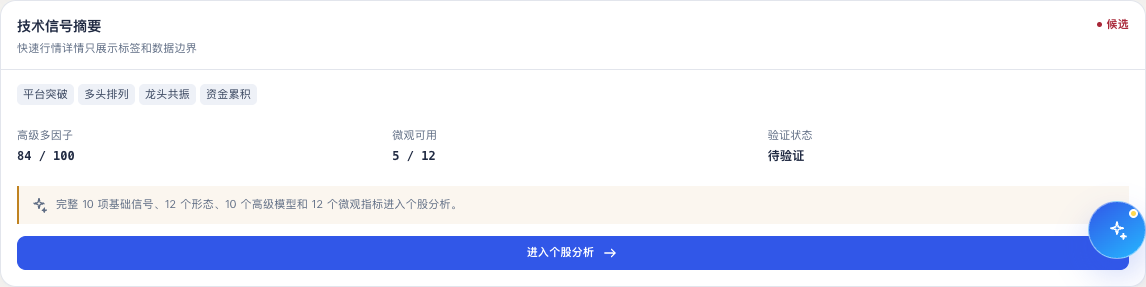 技术信号摘要
候选
快速行情详情只展示标签和数据边界
平台突破 多头排列 龙头共振 资金累积
高级多因子 微观可用 验证状态
84 / 100 5 / 12 待验证
完整 10 项基础信号、12 个形态、10 个高级模型和 12 个微观指标进入个股分析。
进入个股分析 →